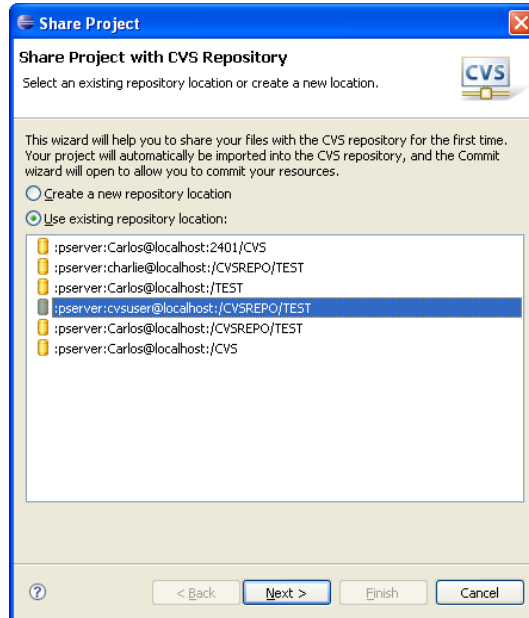 Share Project
Share Project with CVS Repository
Select an existing repository location or create a new location.
CVS
This wizard will help you to share your files with the CVS repository for the first time.
Your project will automatically be imported into the CVS repository, and the Commit
wizard will open to allow you to commit your resources.
Create a new repository location
Use existing repository location:
:pserver:Carlos@localhost:2401/CVS
:pserver:charlie@localhost:/CVSREPO/TEST
:pserver:Carlos@localhost:/TEST
:pserver:cvsuser@localhost:/CVSREPO/TEST
:pserver:Carlos@localhost:/CVSREPO/TEST
:pserver:Carlos@localhost:/CVS
? < Back Next > Finish Cancel